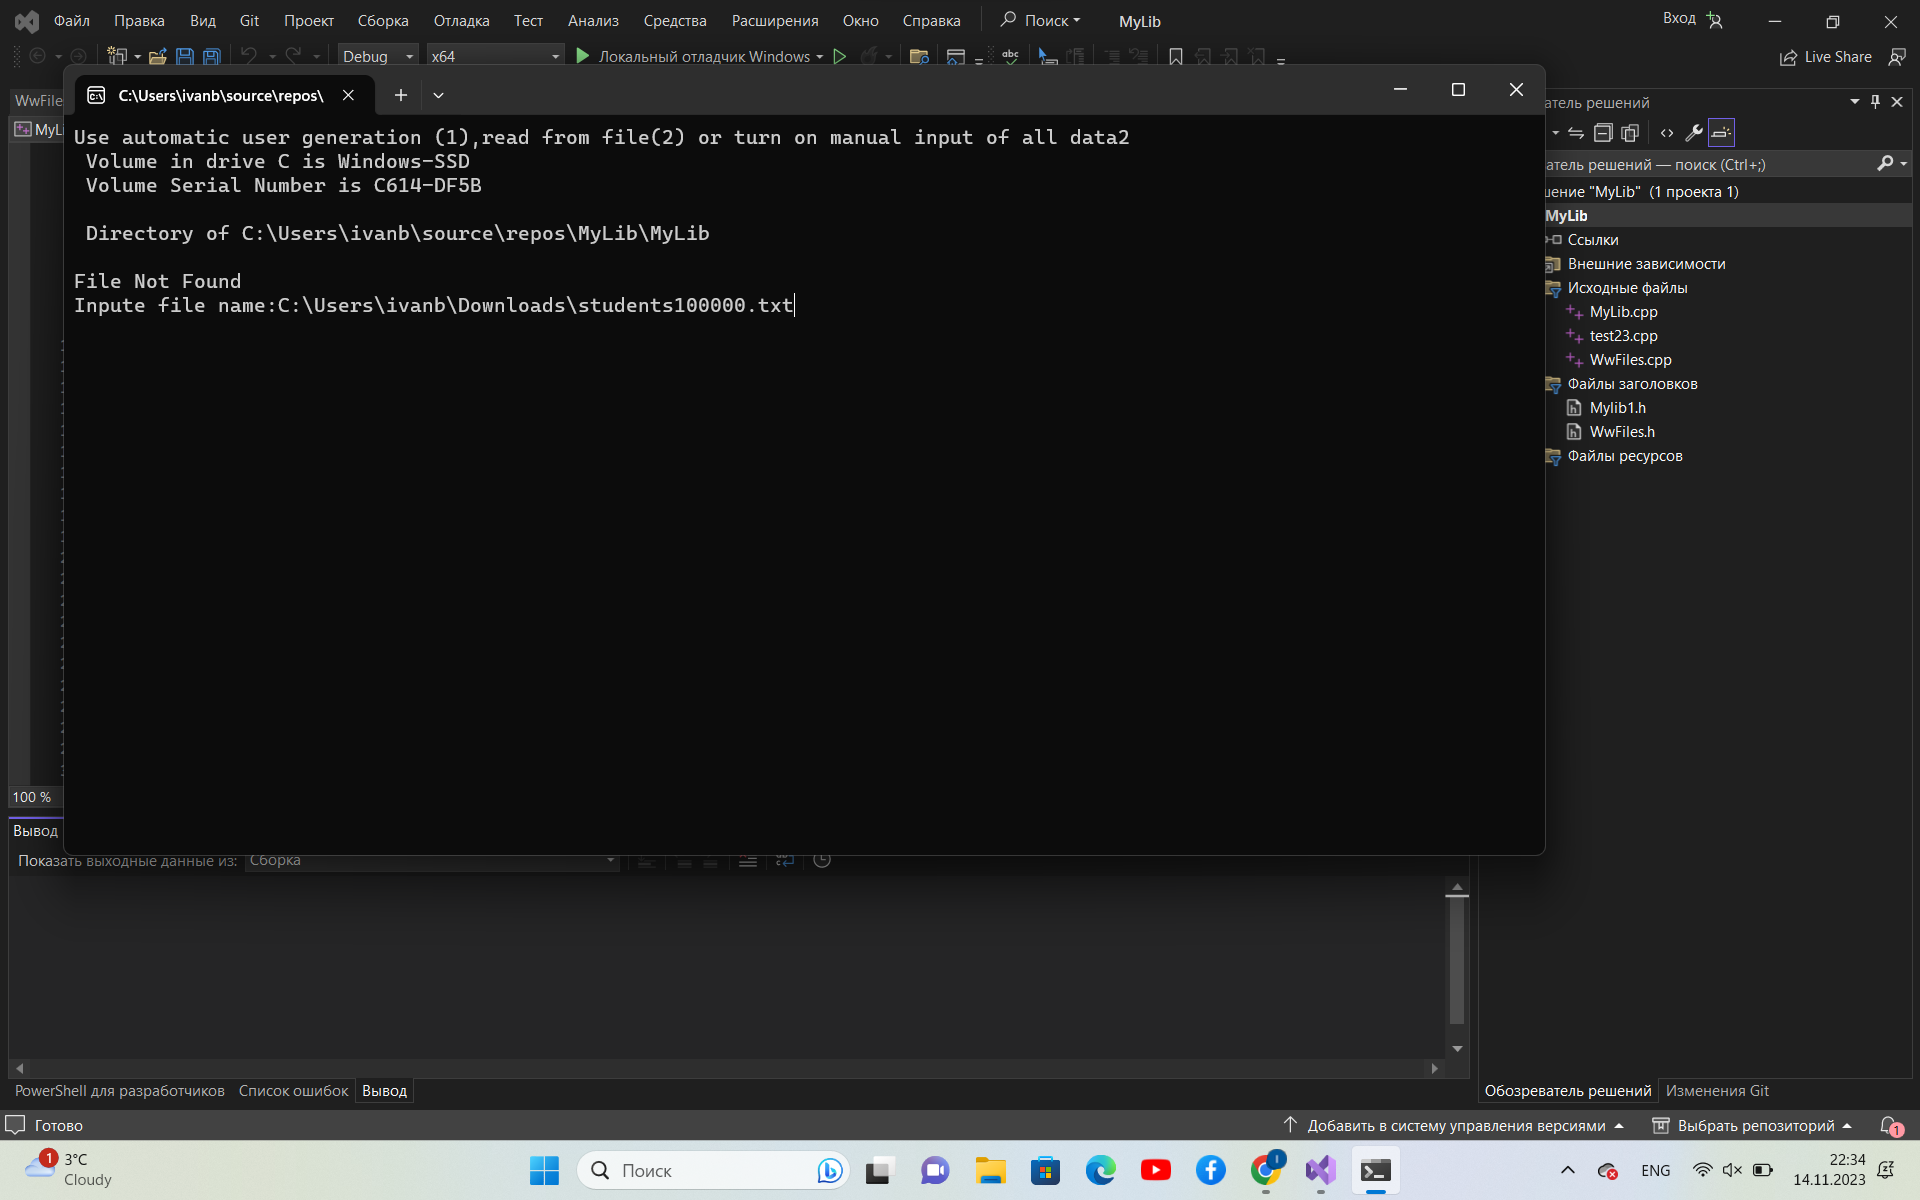 Файл Правка Вид Git Проект Сборка Отладка Тест Анализ Средства Расширения Окно Справка Поиск MyLib Вход
Debug x64 Локальный отладчик Windows abc Live Share
WwFile
MyLi
C:\Users\ivanb\source\repos\
Use automatic user generation (1),read from file(2) or turn on manual input of all data2
Volume in drive C is Windows-SSD
Volume Serial Number is C614-DF5B
Directory of C:\Users\ivanb\source\repos\MyLib\MyLib
File Not Found
Inpute file name:C:\Users\ivanb\Downloads\students100000.txt
атель решений
атель решений — поиск (Ctrl+;)
шение "MyLib" (1 проекта 1)
MyLib
Ссылки
Внешние зависимости
Исходные файлы
MyLib.cpp
test23.cpp
WwFiles.cpp
Файлы заголовков
Mylib1.h
WwFiles.h
Файлы ресурсов
100 %
Вывод
Показать выходные данные из: Сборка
PowerShell для разработчиков Список ошибок Вывод
Обозреватель решений Изменения Git
Готово Добавить в систему управления версиями Выбрать репозиторий 1
1 3°C
Cloudy
Поиск
ENG
22:34
14.11.2023